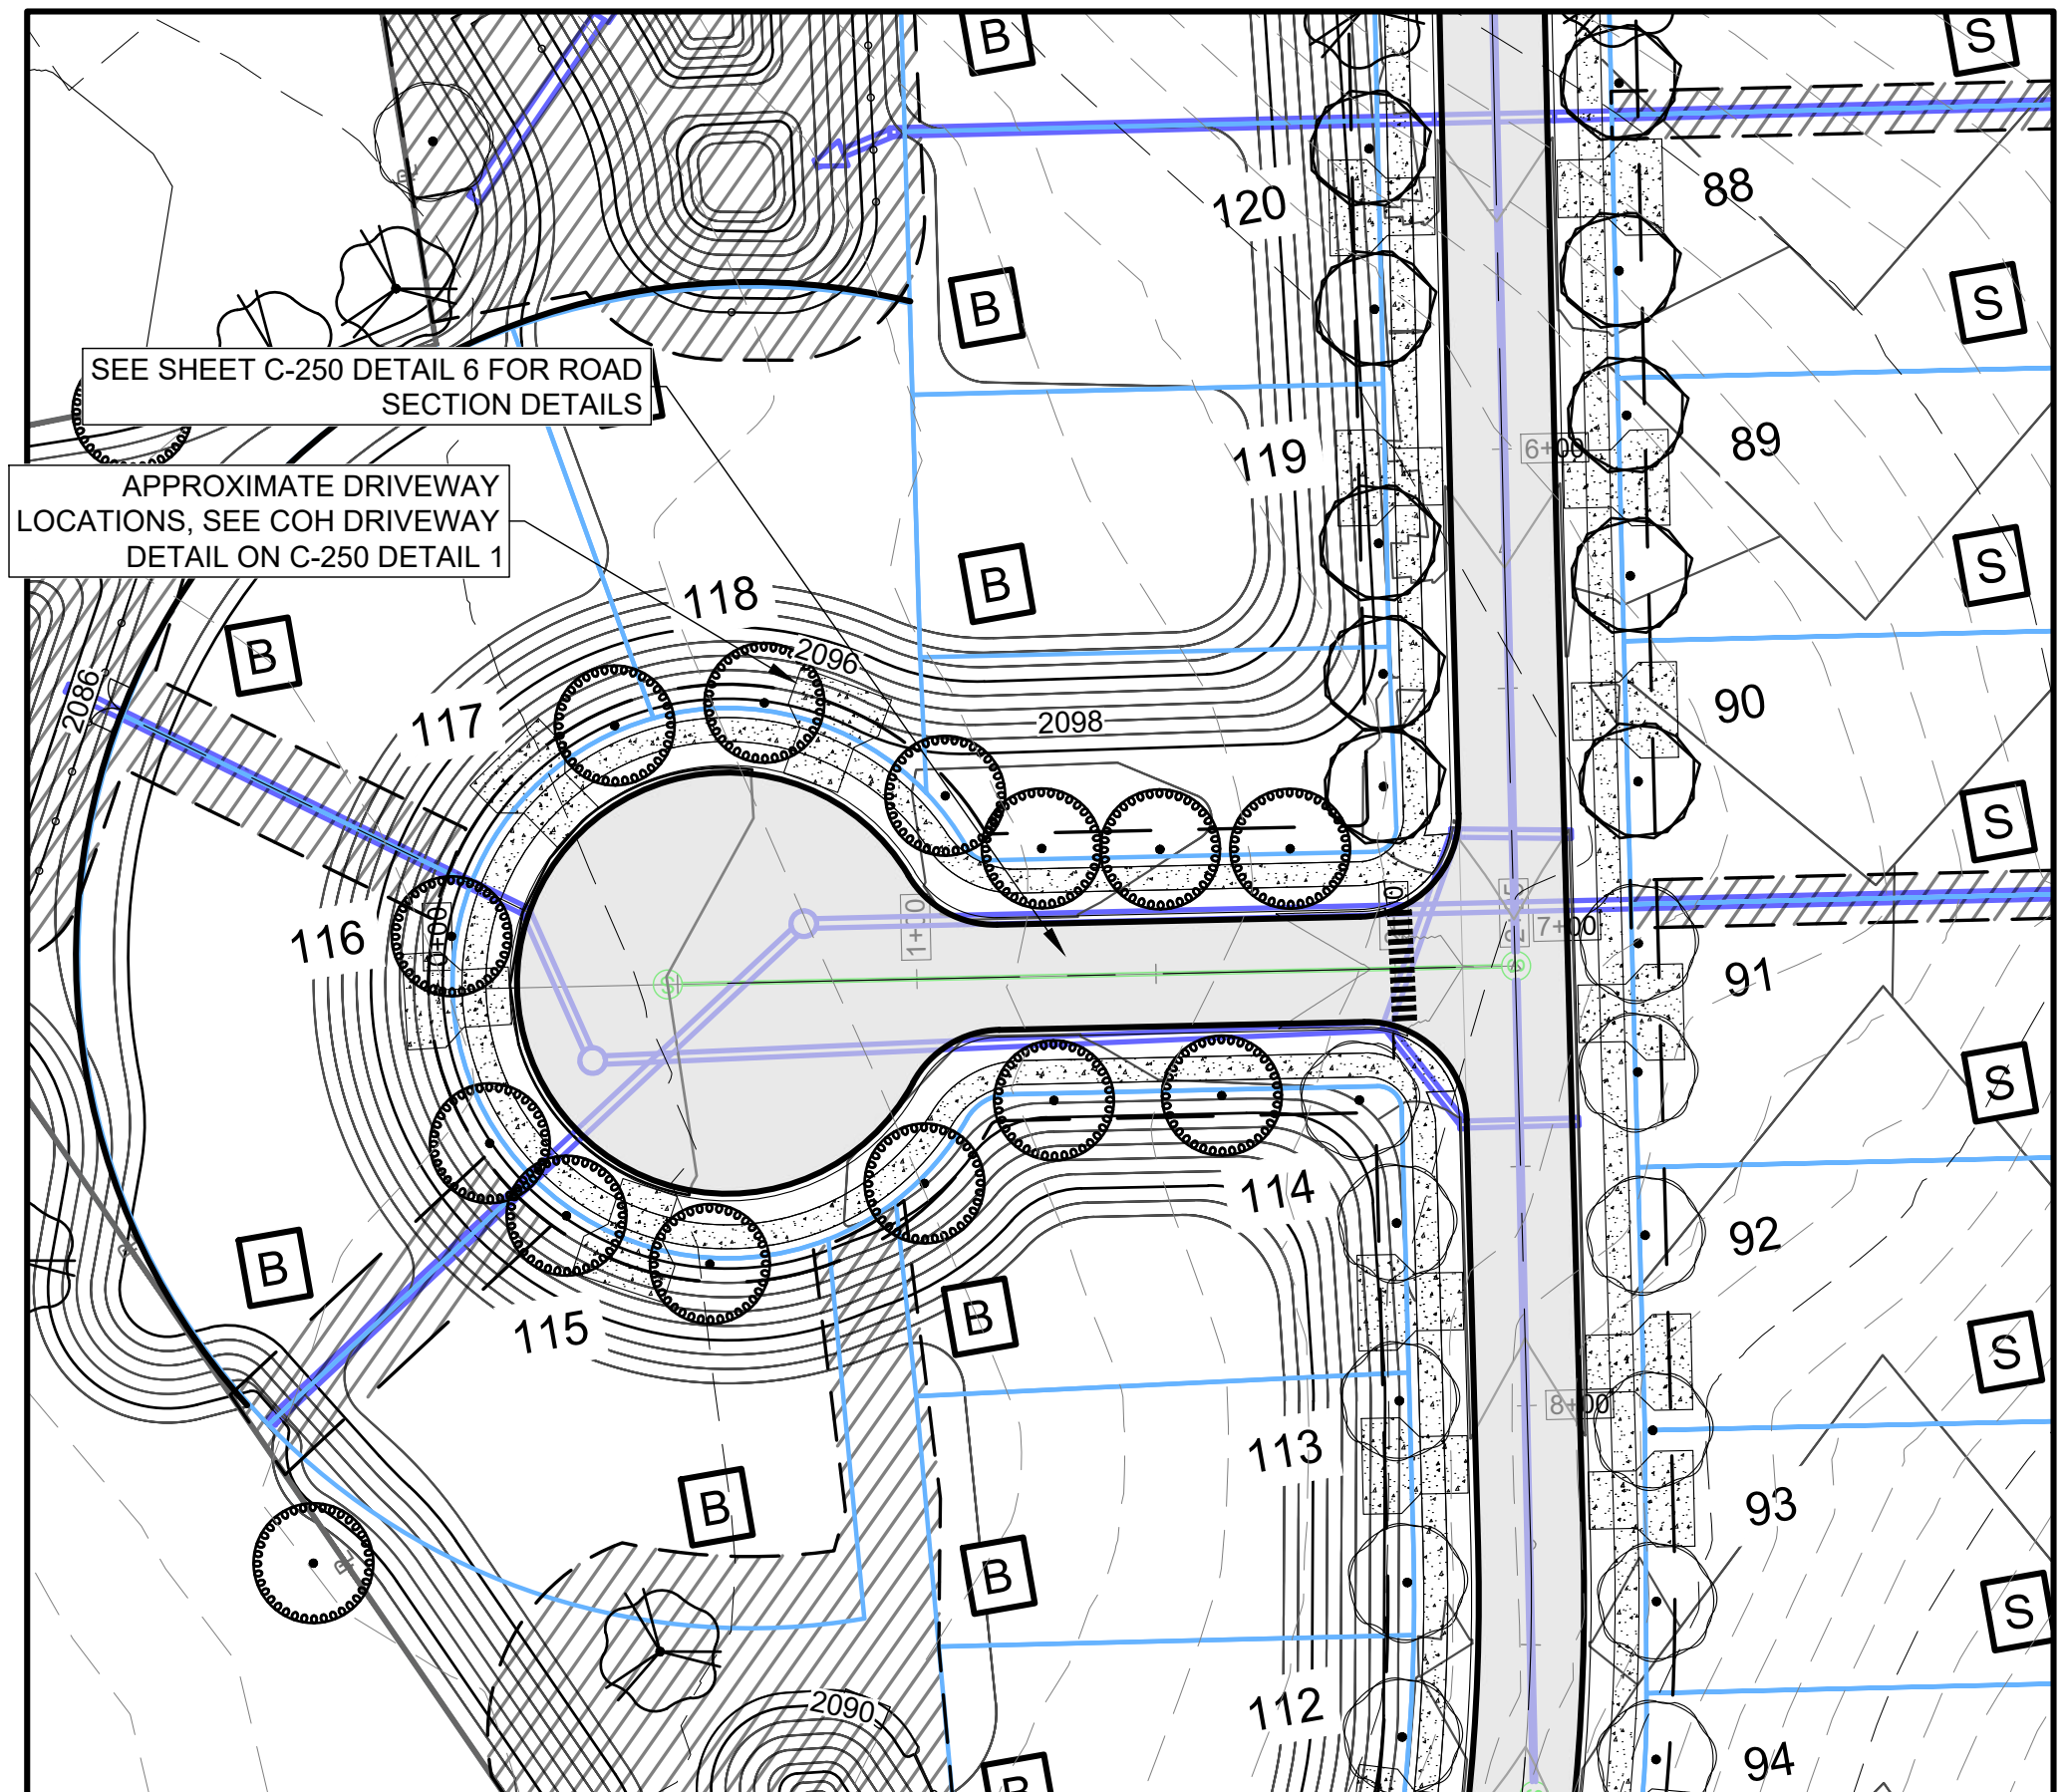 B
S
120
88
B
S
SEE SHEET C-250 DETAIL 6 FOR ROAD
SECTION DETAILS
119
6+00
89
APPROXIMATE DRIVEWAY
LOCATIONS, SEE COH DRIVEWAY
DETAIL ON C-250 DETAIL 1
B
S
118
B
2096
2086
117
2098
90
S
116
0+00
1+00
7+00
91
S
S
114
92
B
115
B
S
8+00
113
93
B
B
S
112
2090
94
B